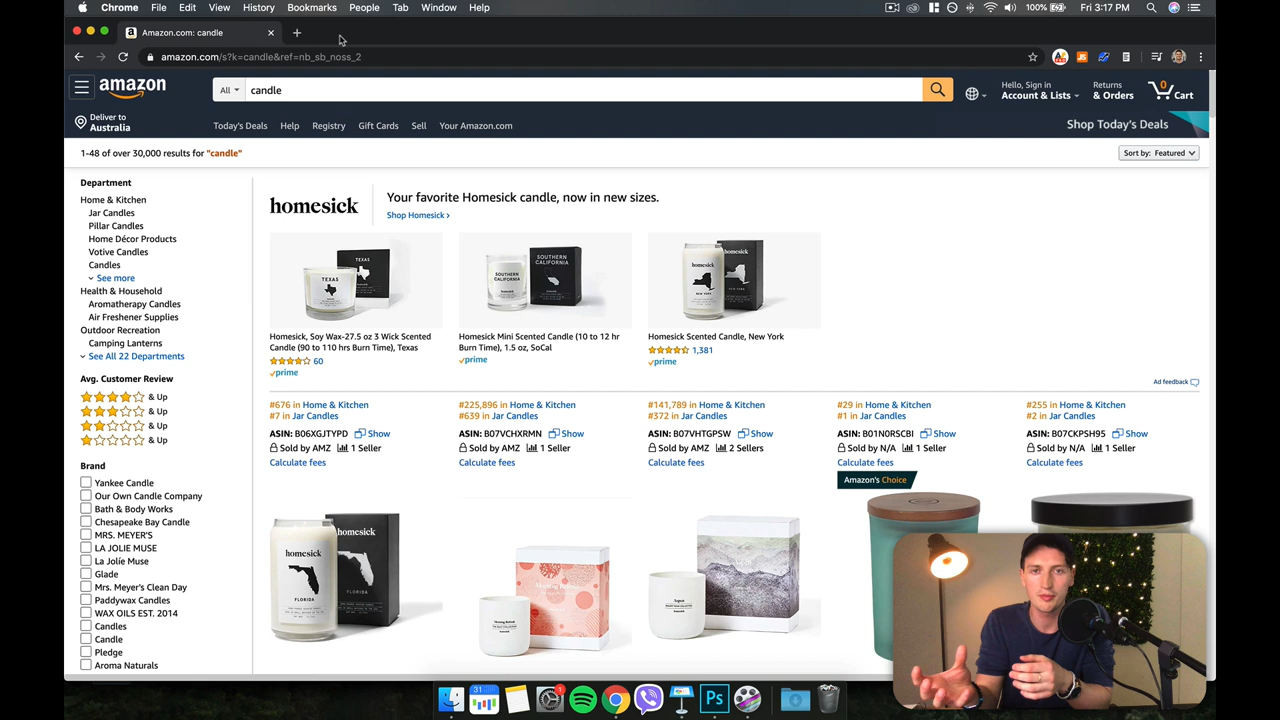 Chrome File Edit View History Bookmarks People Tab Window Help 100% Fri 3:17 PM
Amazon.com: candle
amazon.com/s?k=candle&ref=nb_sb_noss_2
amazon All candle Hello, Sign in Account & Lists Returns & Orders 0 Cart
Deliver to Australia
Today's Deals Help Registry Gift Cards Sell Your Amazon.com Shop Today's Deals
1-48 of over 30,000 results for "candle" Sort by: Featured
Department
Home & Kitchen
Jar Candles
Pillar Candles
Home Décor Products
Votive Candles
Candles
See more
Health & Household
Aromatherapy Candles
Air Freshener Supplies
Outdoor Recreation
Camping Lanterns
See All 22 Departments
Avg. Customer Review
& Up
& Up
& Up
& Up
Brand
Yankee Candle
Our Own Candle Company
Bath & Body Works
Chesapeake Bay Candle
MRS. MEYER'S
LA JOLIE MUSE
La Jolíe Muse
Glade
Mrs. Meyer's Clean Day
Paddywax Candles
WAX OILS EST. 2014
Candles
Candle
Pledge
Aroma Naturals
homesick
Your favorite Homesick candle, now in new sizes.
Shop Homesick ›
TEXAS
TEXAS
SOUTHERN CALIFORNIA
SOUTHERN CALIFORNIA
homesick
homesick
NEW YORK
Homesick, Soy Wax-27.5 oz 3 Wick Scented
Candle (90 to 110 hrs Burn Time), Texas
60
prime
Homesick Mini Scented Candle (10 to 12 hr
Burn Time), 1.5 oz, SoCal
prime
Homesick Scented Candle, New York
1,381
prime
Ad feedback
#676 in Home & Kitchen
#7 in Jar Candles
ASIN: B06XGJTYPD Show
Sold by AMZ 1 Seller
Calculate fees
#225,896 in Home & Kitchen
#639 in Jar Candles
ASIN: B07VCHXRMN Show
Sold by AMZ 1 Seller
Calculate fees
#141,789 in Home & Kitchen
#372 in Jar Candles
ASIN: B07VHTGPSW Show
Sold by AMZ 2 Sellers
Calculate fees
#29 in Home & Kitchen
#1 in Jar Candles
ASIN: B01N0RSCBI Show
Sold by N/A 1 Seller
Calculate fees
Amazon's Choice
#255 in Home & Kitchen
#2 in Jar Candles
ASIN: B07CKPSH95 Show
Sold by N/A 1 Seller
Calculate fees
homesick
homesick
FLORIDA
31
Ps